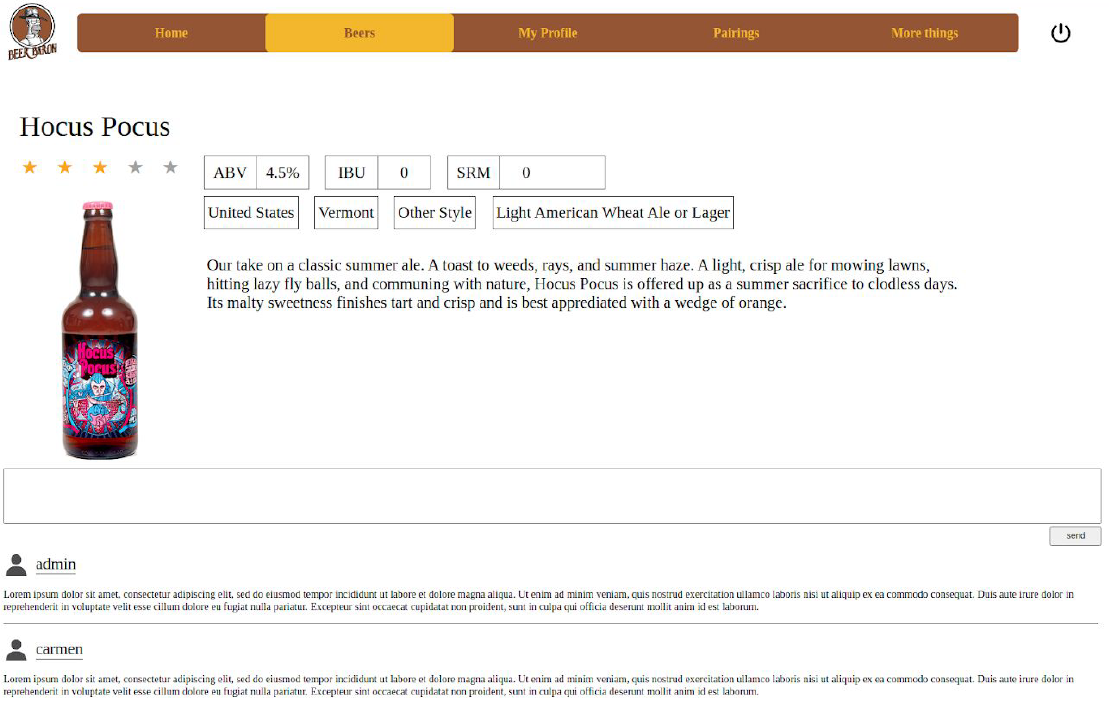 BEER BARON
Home Beers My Profile Pairings More things
Hocus Pocus
ABV 4.5% IBU 0 SRM 0
United States Vermont Other Style Light American Wheat Ale or Lager
Our take on a classic summer ale. A toast to weeds, rays, and summer haze. A light, crisp ale for mowing lawns,
hitting lazy fly balls, and communing with nature, Hocus Pocus is offered up as a summer sacrifice to clodless days.
Its malty sweetness finishes tart and crisp and is best apprediated with a wedge of orange.
Hocus
Pocus
send
admin
Lorem ipsum dolor sit amet, consectetur adipiscing elit, sed do eiusmod tempor incididunt ut labore et dolore magna aliqua. Ut enim ad minim veniam, quis nostrud exercitation ullamco laboris nisi ut aliquip ex ea commodo consequat. Duis aute irure dolor in
reprehenderit in voluptate velit esse cillum dolore eu fugiat nulla pariatur. Excepteur sint occaecat cupidatat non proident, sunt in culpa qui officia deserunt mollit anim id est laborum.
carmen
Lorem ipsum dolor sit amet, consectetur adipiscing elit, sed do eiusmod tempor incididunt ut labore et dolore magna aliqua. Ut enim ad minim veniam, quis nostrud exercitation ullamco laboris nisi ut aliquip ex ea commodo consequat. Duis aute irure dolor in
reprehenderit in voluptate velit esse cillum dolore eu fugiat nulla pariatur. Excepteur sint occaecat cupidatat non proident, sunt in culpa qui officia deserunt mollit anim id est laborum.